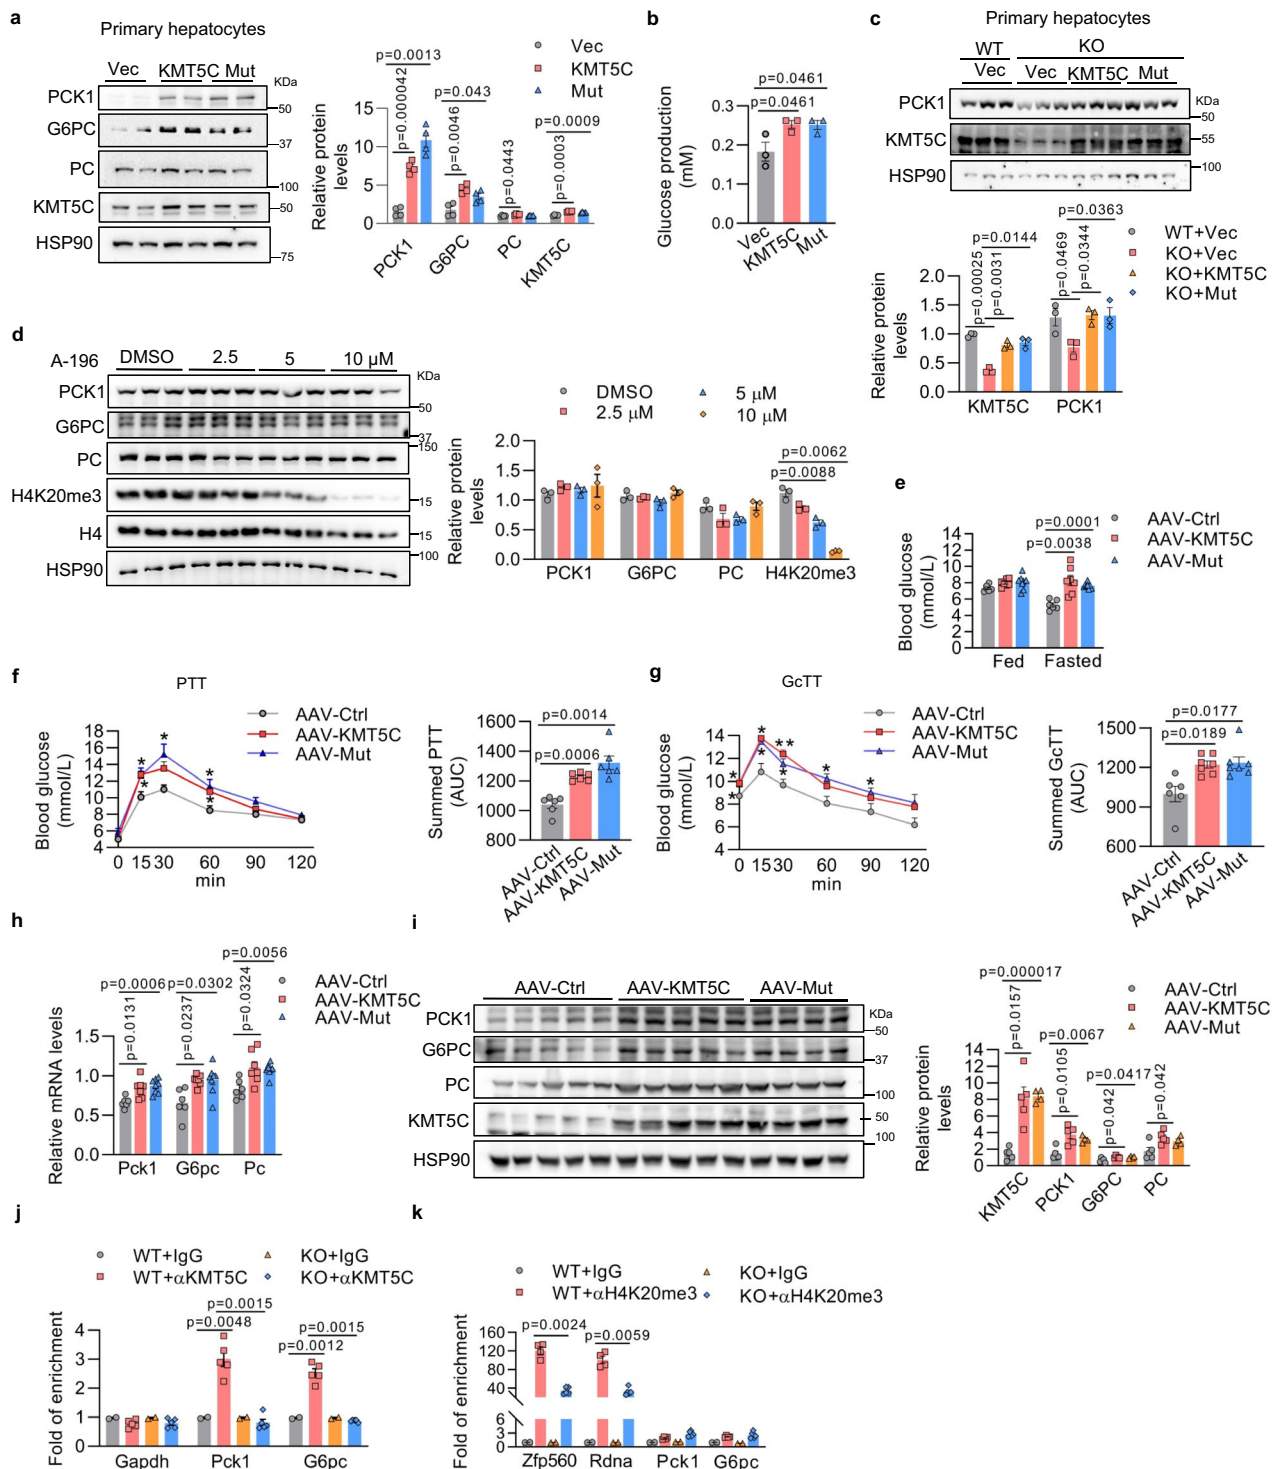 a
Primary hepatocytes
Vec KMT5C Mut
KDa
PCK1
50
G6PC
37
PC
100
KMT5C
50
HSP90
75
Vec
KMT5C
Mut
p=0.0013
p=0.000042
p=0.043
p=0.0046
p=0.0443
p=0.0009
p=0.0003
Relative protein
levels
15
10
5
0
PCK1 G6PC PC KMT5C
b
p=0.0461
p=0.0461
Glucose production
(mM)
0.3
0.2
0.1
0.0
Vec KMT5C Mut
c
Primary hepatocytes
WT KO
Vec Vec KMT5C Mut
KDa
PCK1
50
KMT5C
55
100
HSP90
WT+Vec
KO+Vec
KO+KMT5C
KO+Mut
p=0.0363
p=0.0144
p=0.00025
p=0.0031
p=0.0469
p=0.0344
Relative protein
levels
2.0
1.5
1.0
0.5
0.0
KMT5C PCK1
d
A-196 DMSO 2.5 5 10 μM
KDa
PCK1
50
G6PC
37
150
PC
H4K20me3
15
H4
15
100
HSP90
DMSO
2.5 μM
5 μM
10 μM
p=0.0062
p=0.0088
Relative protein
levels
2.0
1.5
1.0
0.5
0.0
PCK1 G6PC PC H4K20me3
e
AAV-Ctrl
AAV-KMT5C
AAV-Mut
p=0.0001
p=0.0038
Blood glucose
(mmol/L)
14
12
10
8
6
4
2
0
Fed Fasted
f
PTT
AAV-Ctrl
AAV-KMT5C
AAV-Mut
Blood glucose
(mmol/L)
18
16
14
12
10
8
6
4
* * * * *
0 15 30 60 90 120
min
p=0.0014
p=0.0006
Summed PTT
(AUC)
1600
1400
1200
1000
800
AAV-Ctrl AAV-KMT5C AAV-Mut
g
GcTT
AAV-Ctrl
AAV-KMT5C
AAV-Mut
Blood glucose
(mmol/L)
14
12
10
8
6
4
* * * * * * * * *
0 15 30 60 90 120
min
p=0.0177
p=0.0189
Summed GcTT
(AUC)
1500
1200
900
600
AAV-Ctrl AAV-KMT5C AAV-Mut
h
AAV-Ctrl
AAV-KMT5C
AAV-Mut
p=0.0006
p=0.0131
p=0.0302
p=0.0237
p=0.0056
p=0.0324
Relative mRNA levels
1.5
1.0
0.5
0.0
Pck1 G6pc Pc
i
AAV-Ctrl AAV-KMT5C AAV-Mut
KDa
PCK1
50
G6PC
37
PC
100
KMT5C
50
100
HSP90
AAV-Ctrl
AAV-KMT5C
AAV-Mut
p=0.000017
p=0.0157
p=0.0067
p=0.0105
p=0.0417
p=0.042
p=0.042
Relative protein
levels
20
15
10
8
6
4
2
0
KMT5C PCK1 G6PC PC
j
WT+IgG
WT+αKMT5C
KO+IgG
KO+αKMT5C
p=0.0015
p=0.0048
p=0.0015
p=0.0012
Fold of enrichment
4
3
2
1
0
Gapdh Pck1 G6pc
k
WT+IgG
WT+αH4K20me3
KO+IgG
KO+αH4K20me3
p=0.0024
p=0.0059
Fold of enrichment
160
120
80
40
6
3
0
Zfp560 Rdna Pck1 G6pc